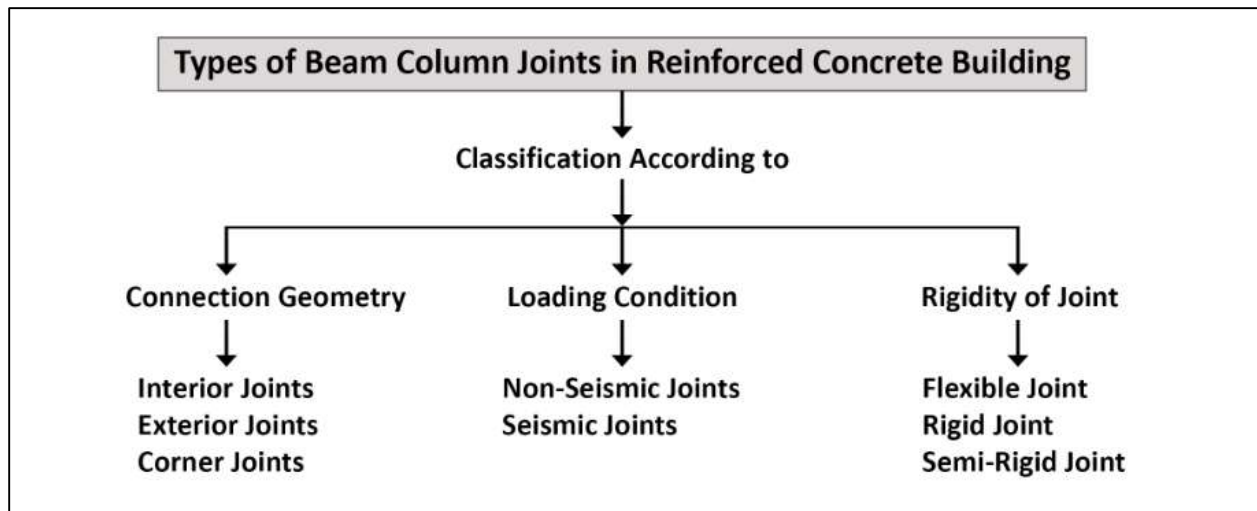 Types of Beam Column Joints in Reinforced Concrete Building
Classification According to
Connection Geometry
Interior Joints
Exterior Joints
Corner Joints
Loading Condition
Non-Seismic Joints
Seismic Joints
Rigidity of Joint
Flexible Joint
Rigid Joint
Semi-Rigid Joint